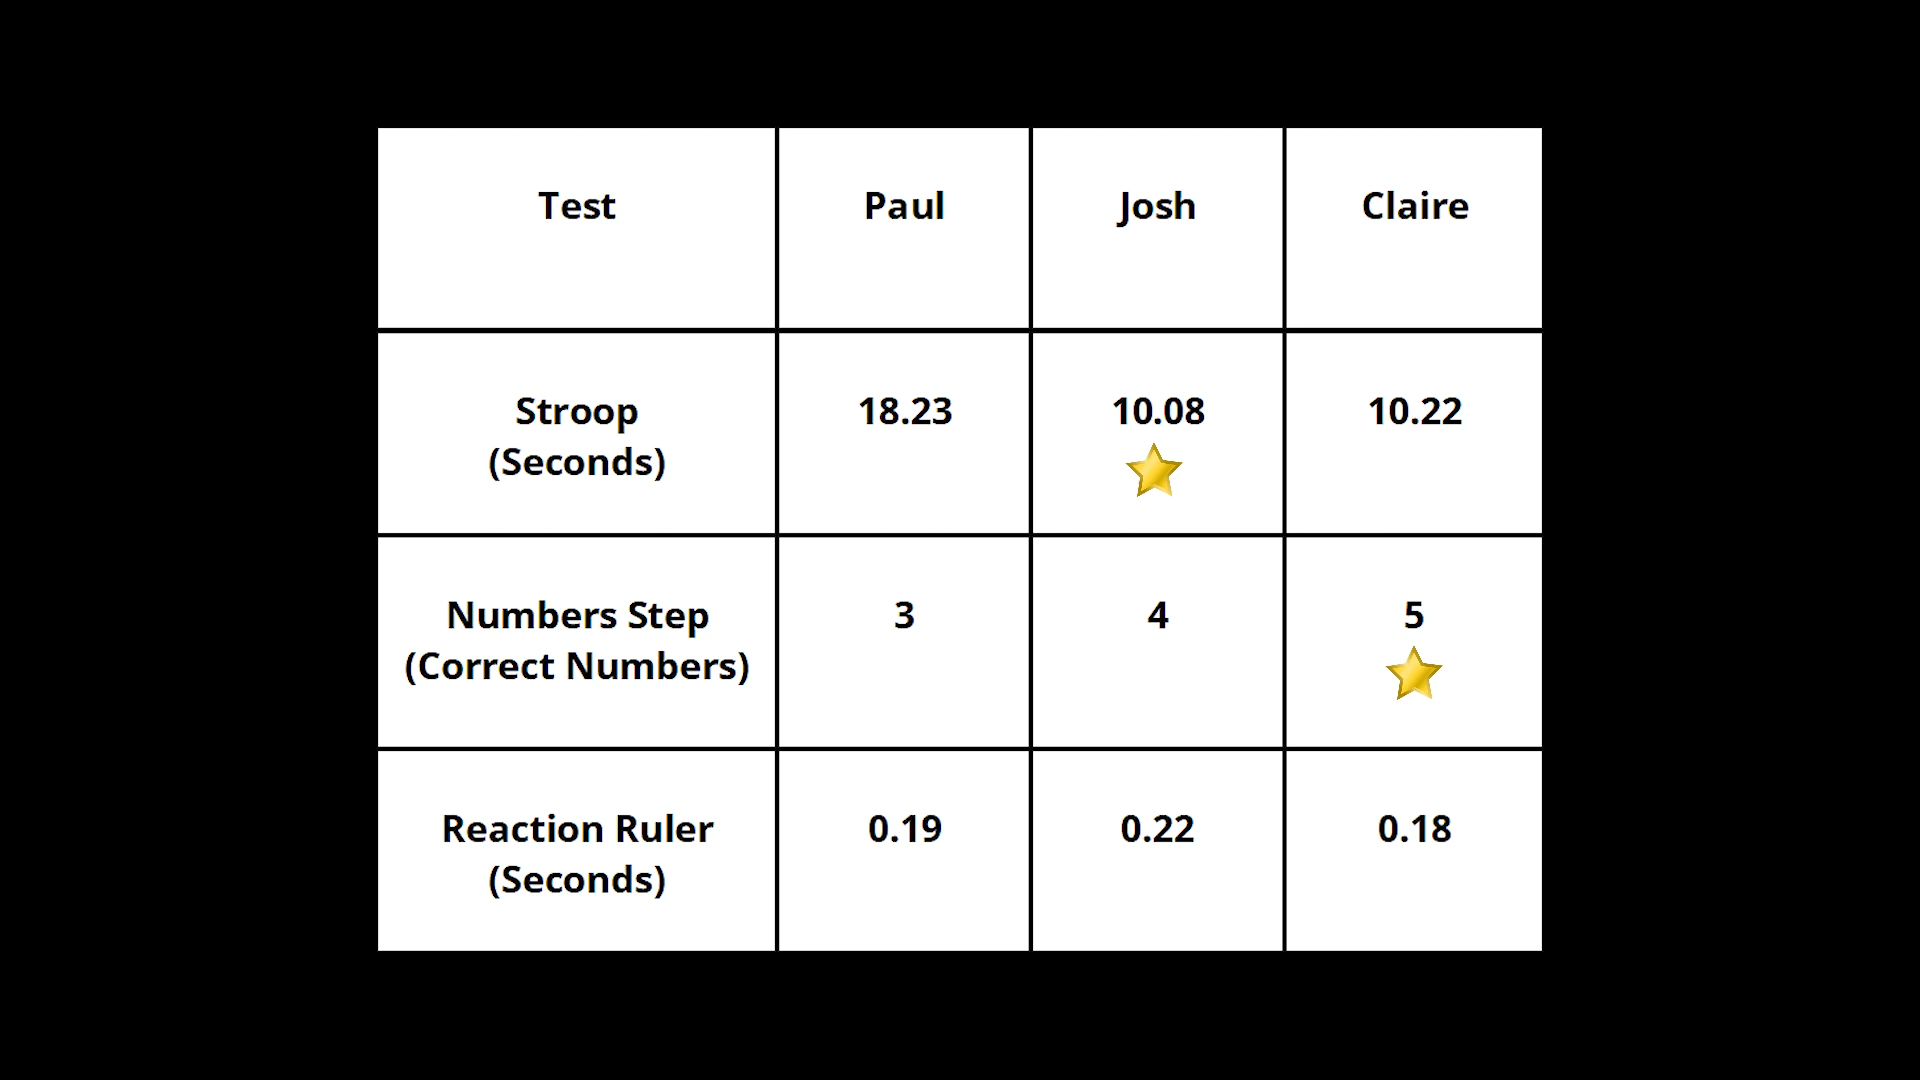 Test Paul Josh Claire
Stroop 18.23 10.08 10.22
(Seconds)
Numbers Step 3 4 5
(Correct Numbers)
Reaction Ruler 0.19 0.22 0.18
(Seconds)